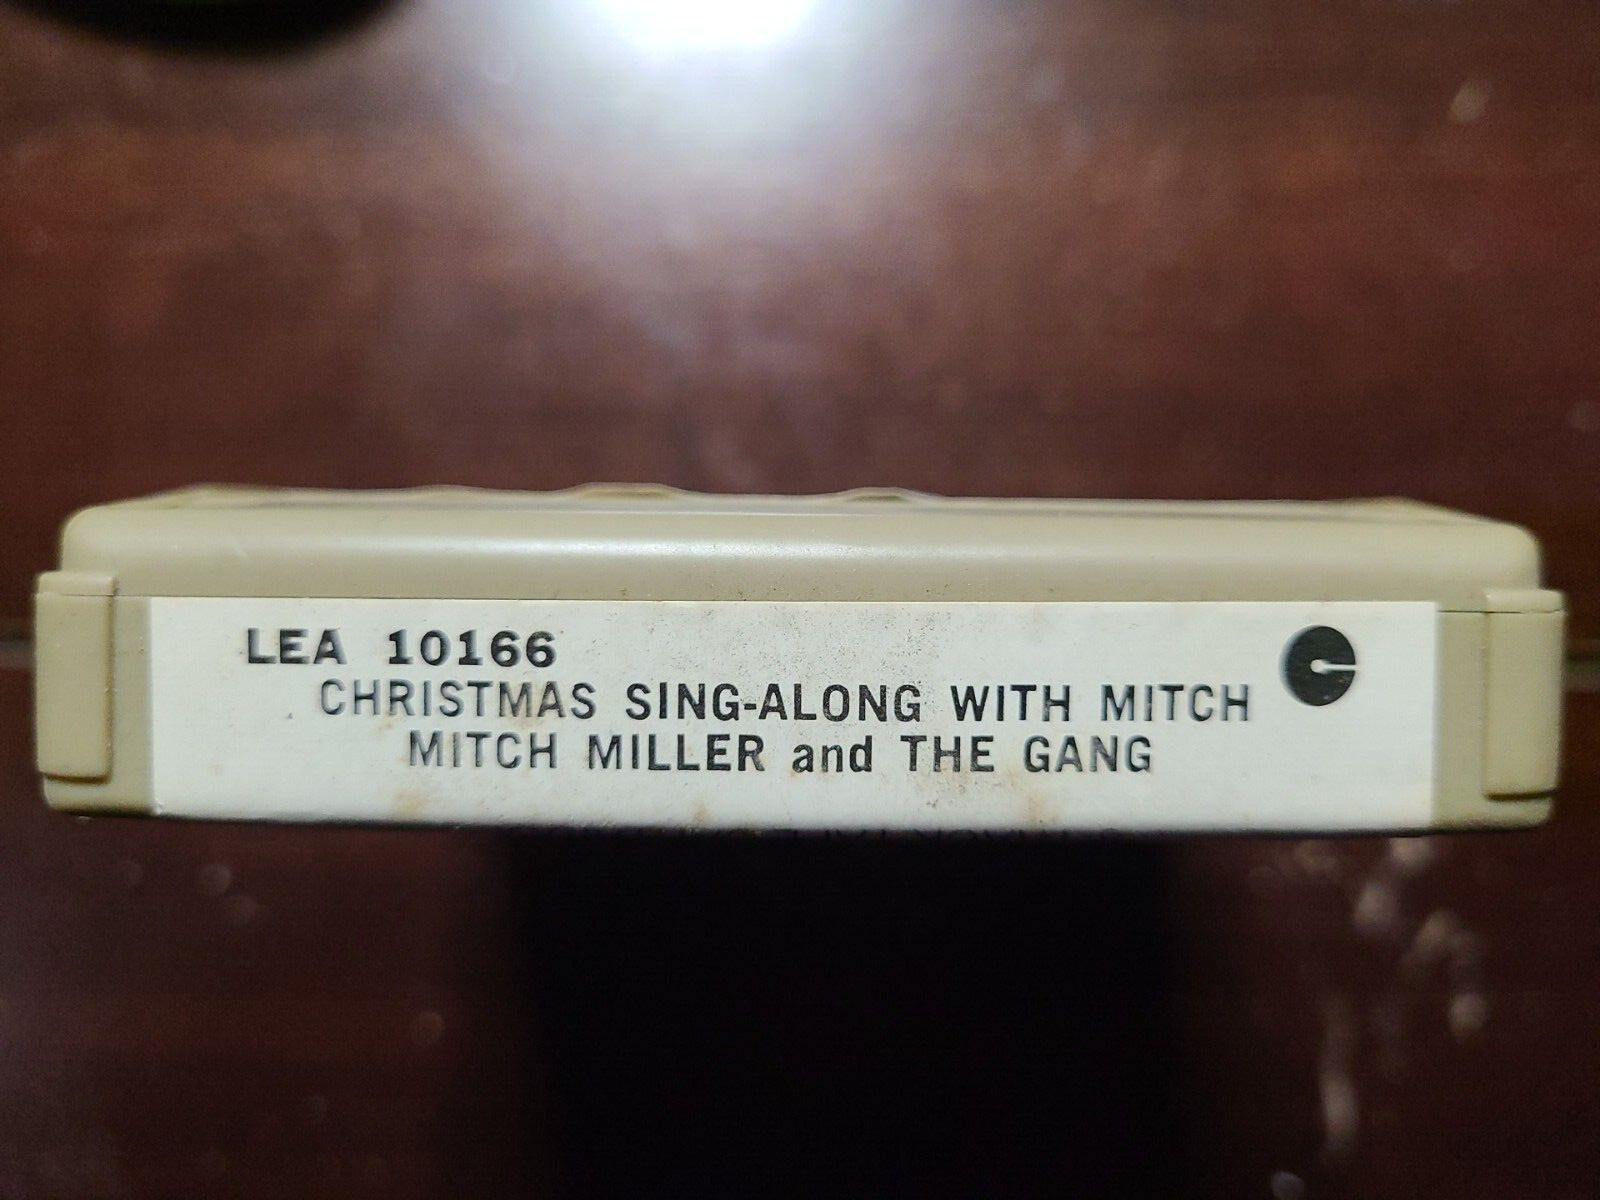 LEA 10166
CHRISTMAS SING-ALONG WITH MITCH
MITCH MILLER and THE GANG